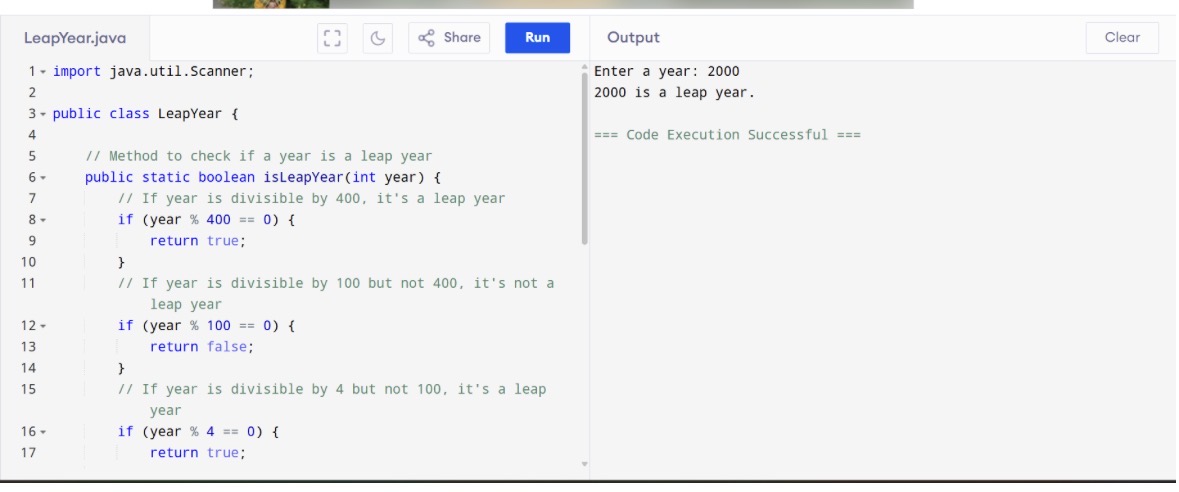 LeapYear.java
Share
Run
Output
Clear
1 import java.util.Scanner;
2
3 public class LeapYear {
4
5 // Method to check if a year is a leap year
6 public static boolean isLeapYear(int year) {
7 // If year is divisible by 400, it's a leap year
8 if (year % 400 == 0) {
9 return true;
10 }
11 // If year is divisible by 100 but not 400, it's not a
leap year
12 if (year % 100 == 0) {
13 return false;
14 }
15 // If year is divisible by 4 but not 100, it's a leap
year
16 if (year % 4 == 0) {
17 return true;
Enter a year: 2000
2000 is a leap year.
=== Code Execution Successful ===